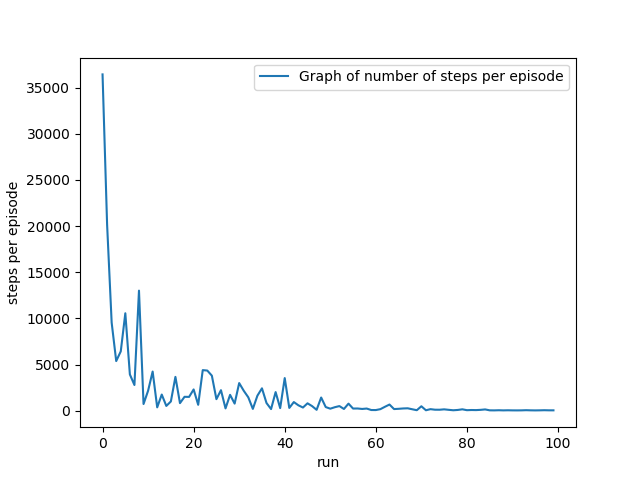 Graph of number of steps per episode
35000
30000
25000
20000
15000
10000
5000
0
steps per episode
0 20 40 60 80 100
run